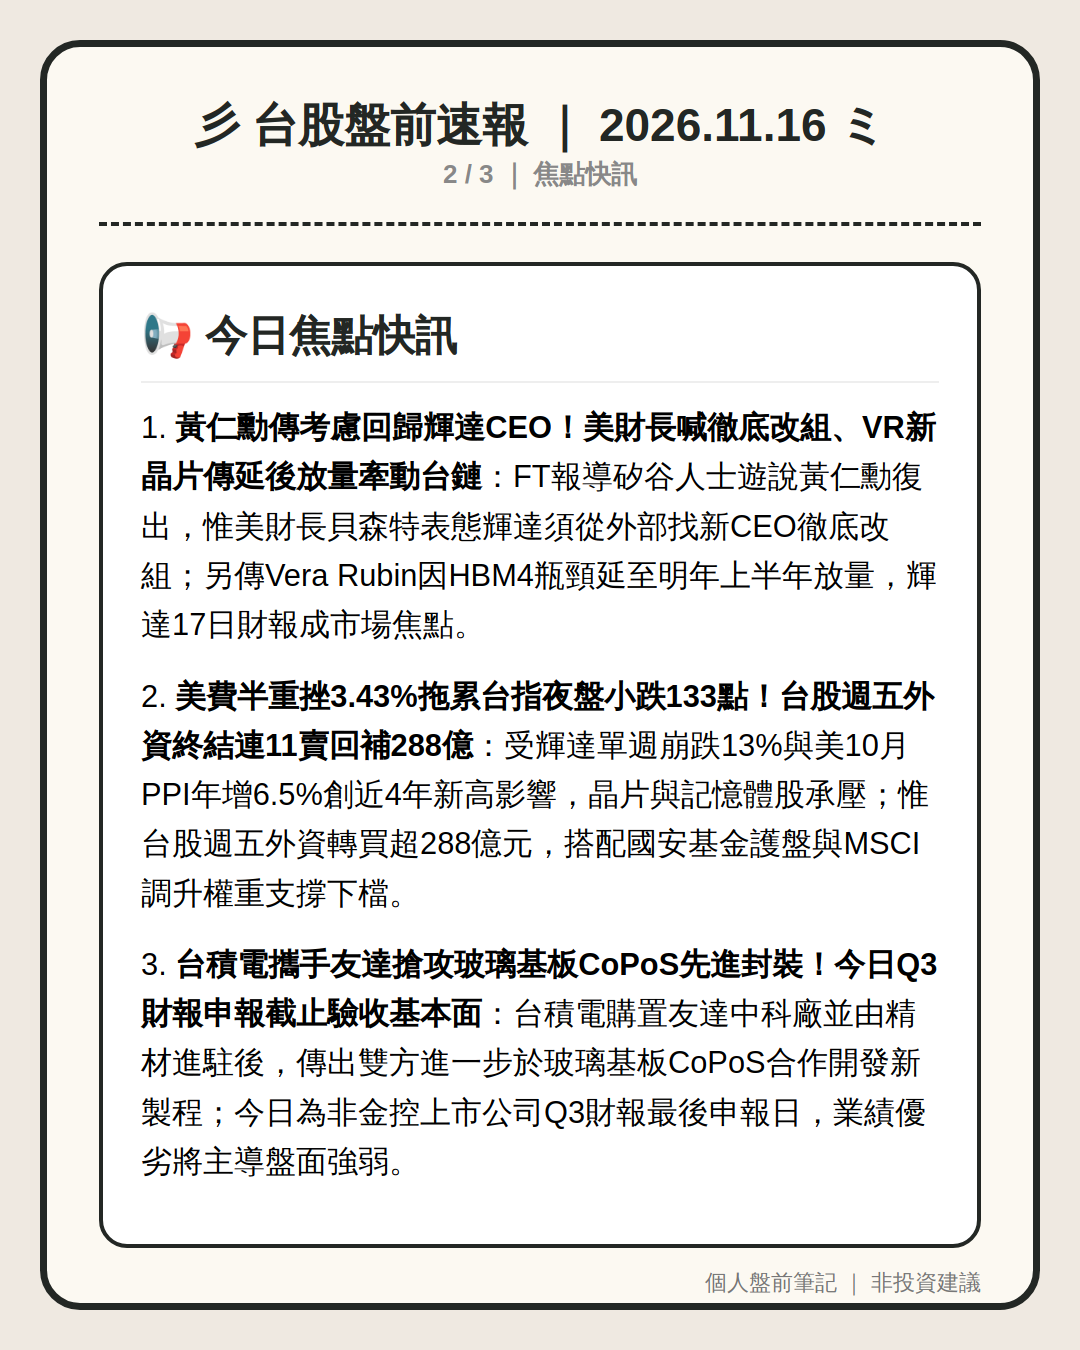 彡 台股盤前速報 ｜ 2026.11.16 ミ
2 / 3 ｜ 焦點快訊
📢 今日焦點快訊
1. 黃仁勳傳考慮回歸輝達CEO！美財長喊徹底改組、VR新
晶片傳延後放量牽動台鏈：FT報導矽谷人士遊說黃仁勳復
出，惟美財長貝森特表態輝達須從外部找新CEO徹底改
組；另傳Vera Rubin因HBM4瓶頸延至明年上半年放量，輝
達17日財報成市場焦點。
2. 美費半重挫3.43%拖累台指夜盤小跌133點！台股週五外
資終結連11賣回補288億：受輝達單週崩跌13%與美10月
PPI年增6.5%創近4年新高影響，晶片與記憶體股承壓；惟
台股週五外資轉買超288億元，搭配國安基金護盤與MSCI
調升權重支撐下檔。
3. 台積電攜手友達搶攻玻璃基板CoPoS先進封裝！今日Q3
財報申報截止驗收基本面：台積電購置友達中科廠並由精
材進駐後，傳出雙方進一步於玻璃基板CoPoS合作開發新
製程；今日為非金控上市公司Q3財報最後申報日，業績優
劣將主導盤面強弱。
個人盤前筆記 ｜ 非投資建議